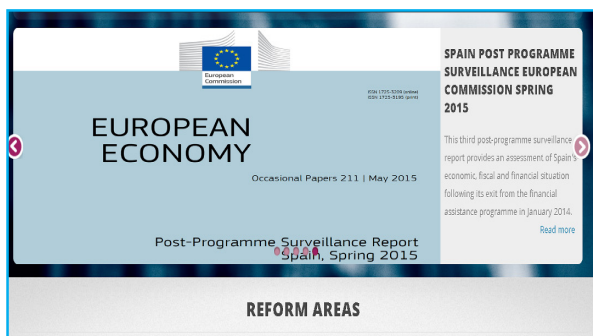 European
Commission
ISSN 1725-3209 (online)
ISSN 1725-3195 (print)
EUROPEAN
ECONOMY
Occasional Papers 211 | May 2015
Post-Programme Surveillance Report
Spain, Spring 2015
SPAIN POST PROGRAMME
SURVEILLANCE EUROPEAN
COMMISSION SPRING
2015
This third post-programme surveillance
report provides an assessment of Spain's
economic, fiscal and financial situation
following its exit from the financial
assistance programme in January 2014.
Read more
REFORM AREAS